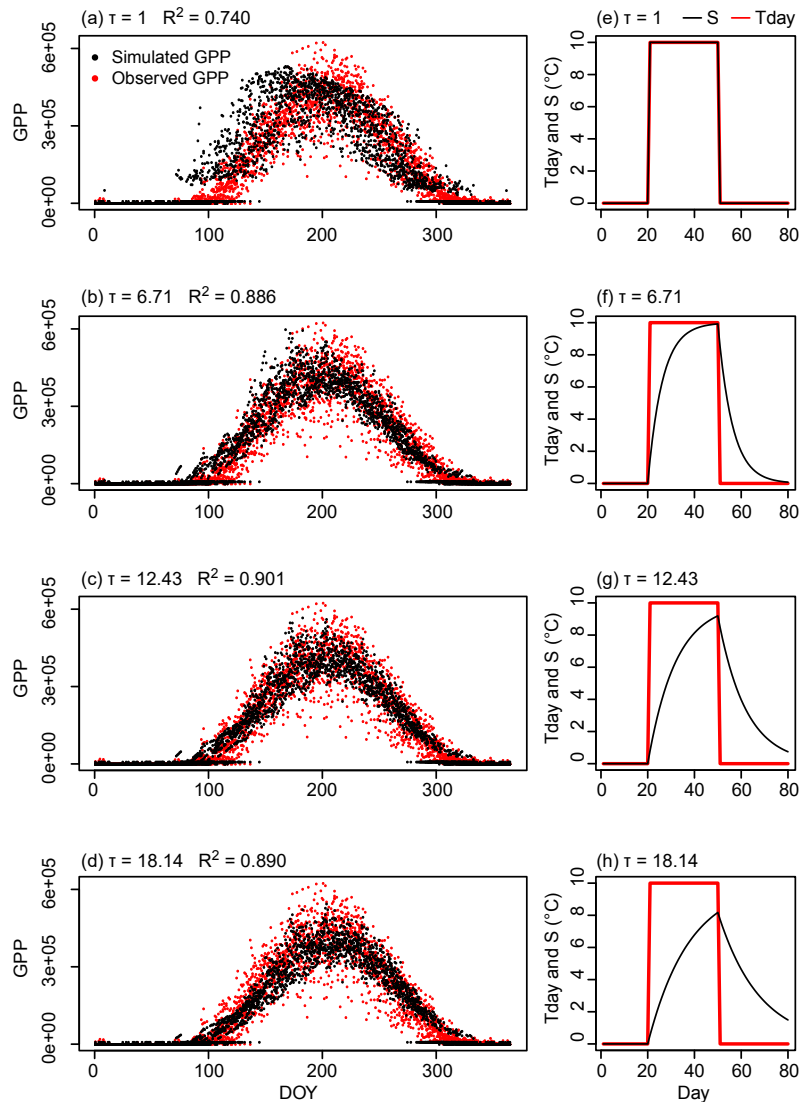 (a) τ = 1 R² = 0.740
Simulated GPP
Observed GPP
GPP
0e+00 3e+05 6e+05
0 100 200 300
(e) τ = 1 S Tday
Tday and S (°C)
0 2 4 6 8 10
0 20 40 60 80
(b) τ = 6.71 R² = 0.886
GPP
0e+00 3e+05 6e+05
0 100 200 300
(f) τ = 6.71
Tday and S (°C)
0 2 4 6 8 10
0 20 40 60 80
(c) τ = 12.43 R² = 0.901
GPP
0e+00 3e+05 6e+05
0 100 200 300
(g) τ = 12.43
Tday and S (°C)
0 2 4 6 8 10
0 20 40 60 80
(d) τ = 18.14 R² = 0.890
GPP
0e+00 3e+05 6e+05
0 100 200 300
DOY
(h) τ = 18.14
Tday and S (°C)
0 2 4 6 8 10
0 20 40 60 80
Day